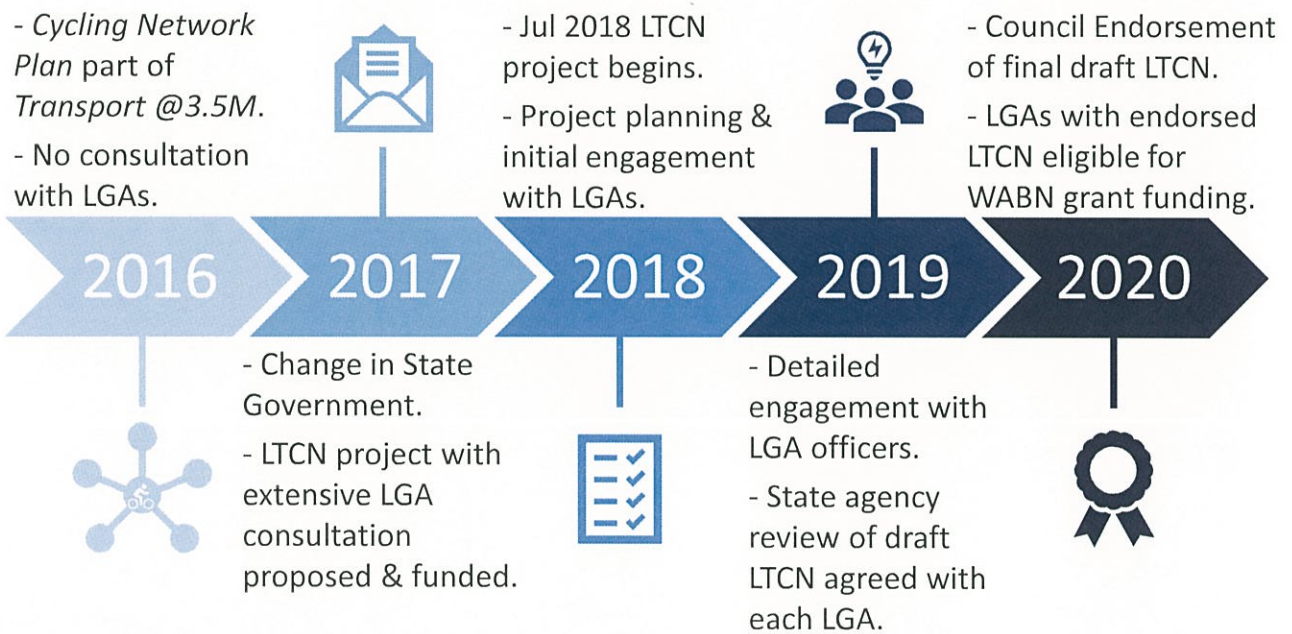 - Cycling Network
Plan part of
Transport @3.5M.
- No consultation
with LGAs.
- Jul 2018 LTCN
project begins.
- Project planning &
initial engagement
with LGAs.
- Council Endorsement
of final draft LTCN.
- LGAs with endorsed
LTCN eligible for
WABN grant funding.
2016
2017
2018
2019
2020
- Change in State
Government.
- LTCN project with
extensive LGA
consultation
proposed & funded.
- Detailed
engagement with
LGA officers.
- State agency
review of draft
LTCN agreed with
each LGA.